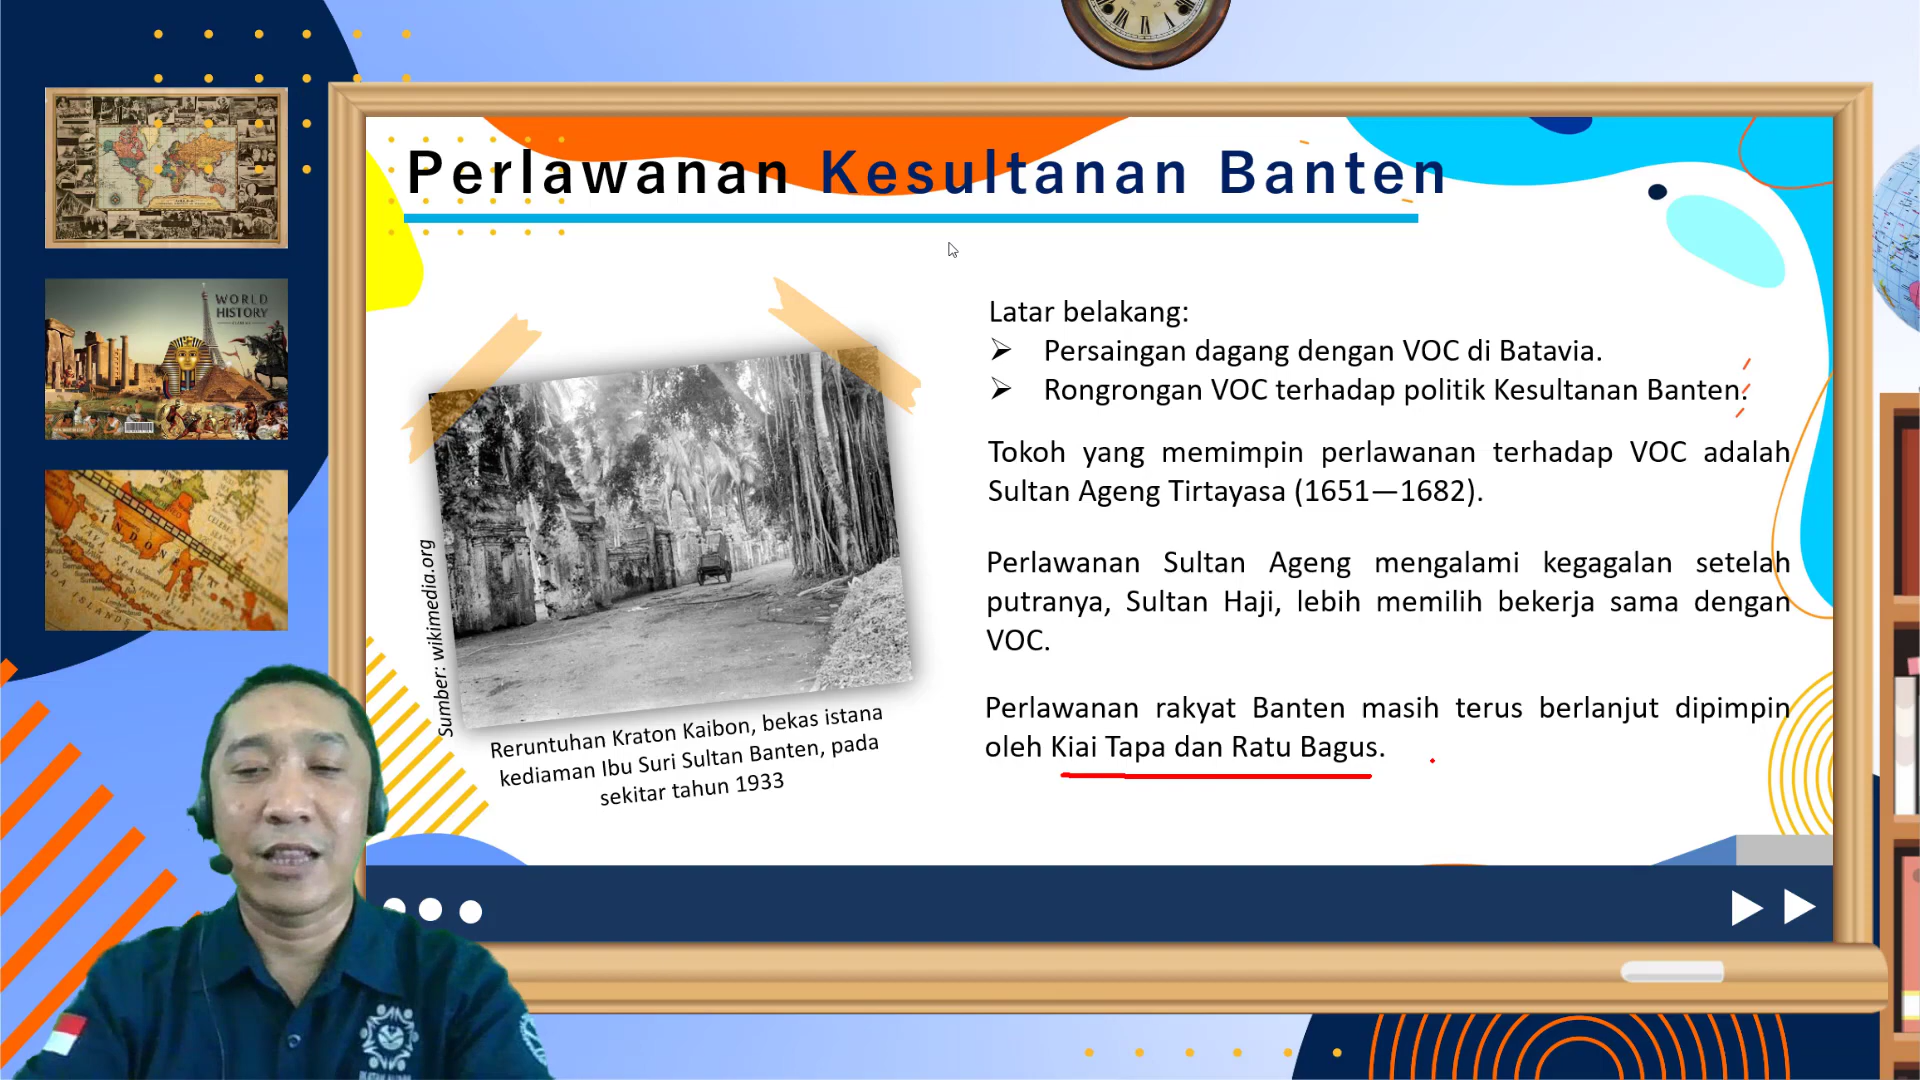 Perlawanan Kesultanan Banten
WORLD
HISTORY
Latar belakang:
➢ Persaingan dagang dengan VOC di Batavia.
➢ Rongrongan VOC terhadap politik Kesultanan Banten.
Tokoh yang memimpin perlawanan terhadap VOC adalah
Sultan Ageng Tirtayasa (1651—1682).
Perlawanan Sultan Ageng mengalami kegagalan setelah
putranya, Sultan Haji, lebih memilih bekerja sama dengan
VOC.
Perlawanan rakyat Banten masih terus berlanjut dipimpin
oleh Kiai Tapa dan Ratu Bagus.
Sumber: wikimedia.org
Reruntuhan Kraton Kaibon, bekas istana
kediaman Ibu Suri Sultan Banten, pada
sekitar tahun 1933